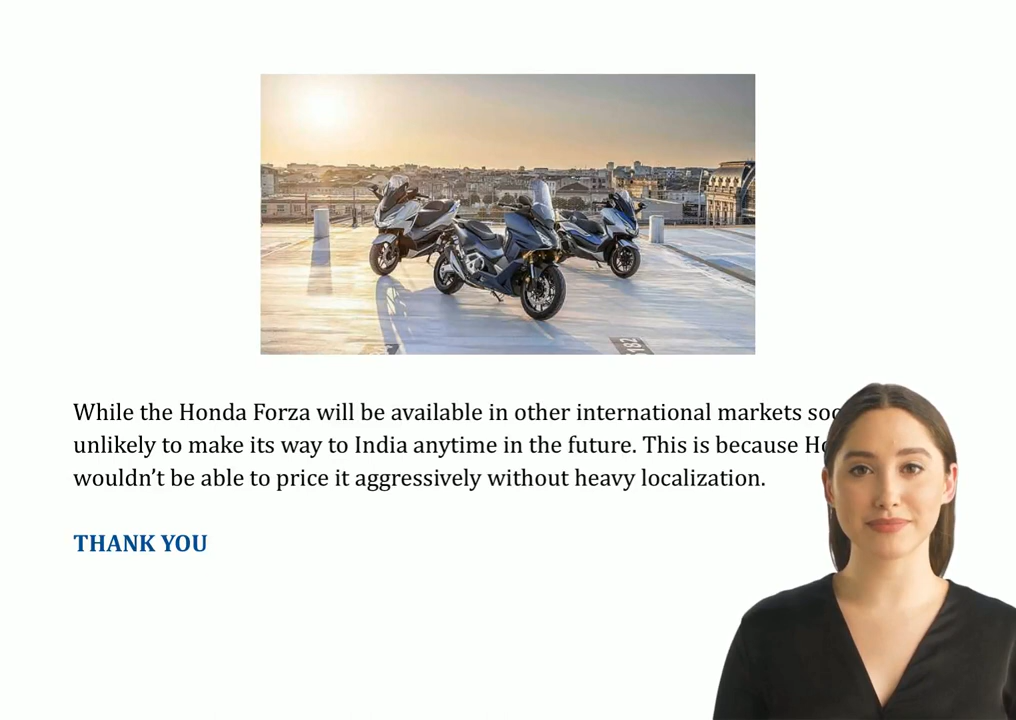 182
While the Honda Forza will be available in other international markets
unlikely to make its way to India anytime in the future. This is because
wouldn’t be able to price it aggressively without heavy localization.
THANK YOU